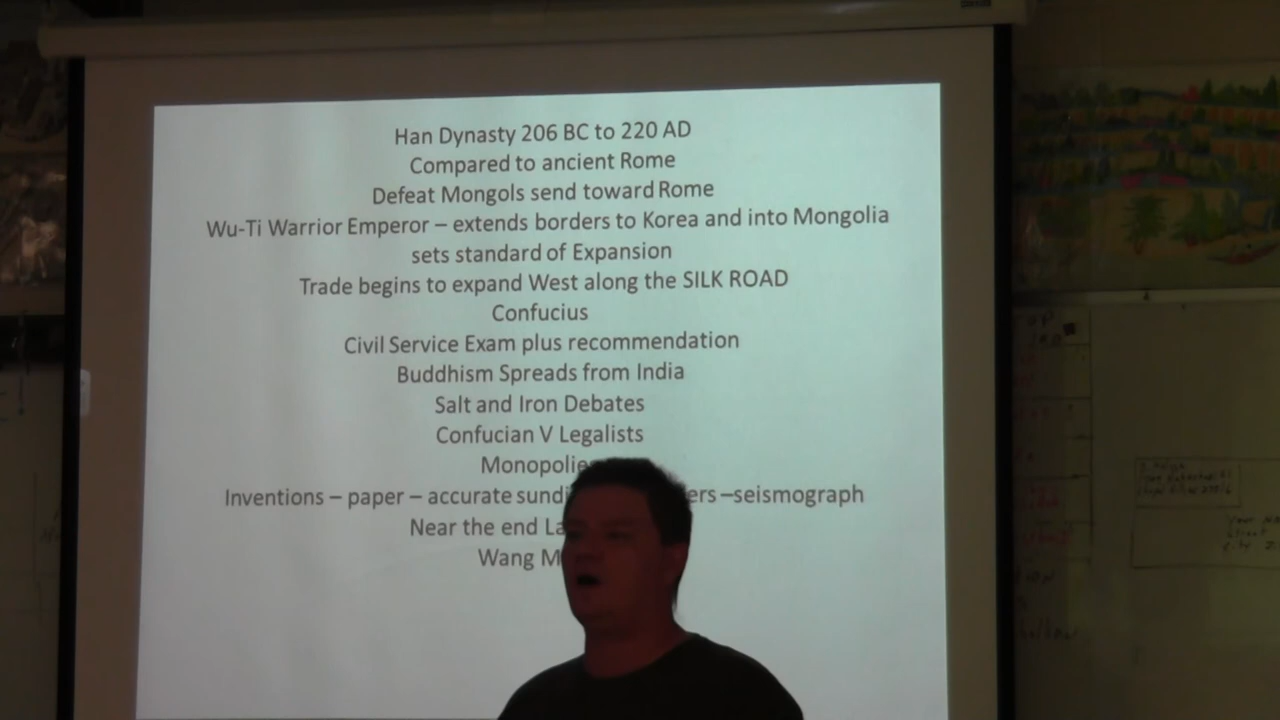 Han Dynasty 206 BC to 220 AD
Compared to ancient Rome
Defeat Mongols send toward Rome
Wu-Ti Warrior Emperor – extends borders to Korea and into Mongolia
sets standard of Expansion
Trade begins to expand West along the SILK ROAD
Confucius
Civil Service Exam plus recommendation
Buddhism Spreads from India
Salt and Iron Debates
Confucian V Legalists
Inventions – paper – accurate –seismograph
Near the end
Wang